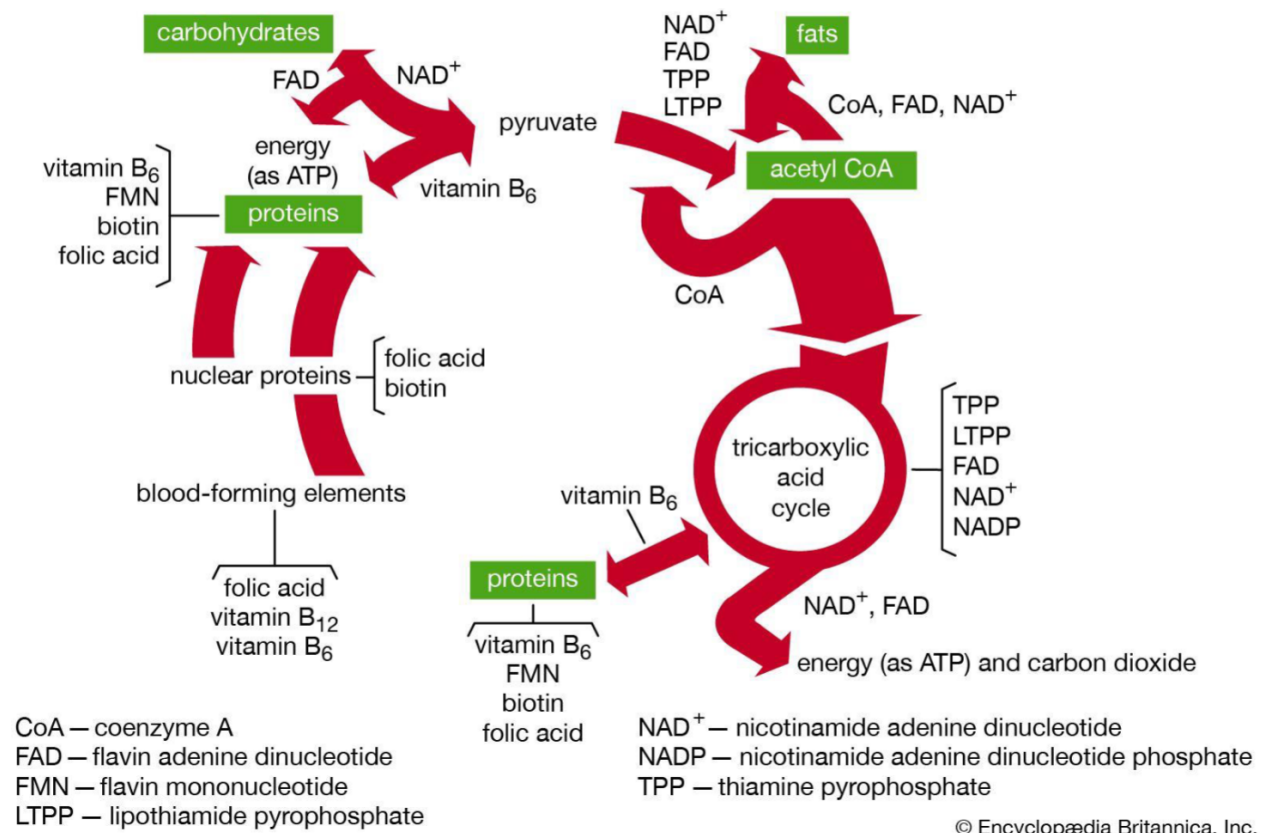 carbohydrates
FAD
NAD⁺
energy
(as ATP)
vitamin B₆
FMN
biotin
folic acid
proteins
vitamin B₆
pyruvate
NAD⁺
FAD
TPP
LTPP
fats
CoA, FAD, NAD⁺
acetyl CoA
CoA
nuclear proteins
folic acid
biotin
blood-forming elements
folic acid
vitamin B₁₂
vitamin B₆
tricarboxylic
acid
cycle
TPP
LTPP
FAD
NAD⁺
NADP
vitamin B₆
proteins
vitamin B₆
FMN
biotin
folic acid
NAD⁺, FAD
energy (as ATP) and carbon dioxide
CoA — coenzyme A
FAD — flavin adenine dinucleotide
FMN — flavin mononucleotide
LTPP — lipothiamide pyrophosphate
NAD⁺ — nicotinamide adenine dinucleotide
NADP — nicotinamide adenine dinucleotide phosphate
TPP — thiamine pyrophosphate
© Encyclopædia Britannica, Inc.